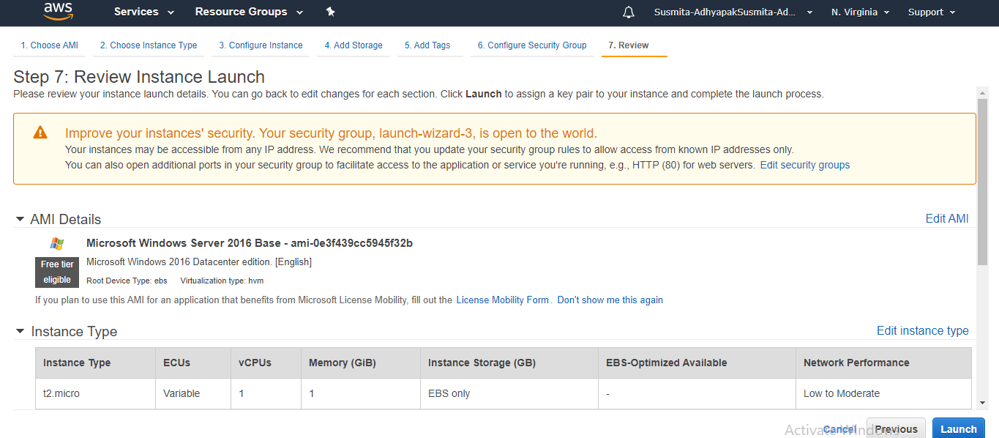 aws
Services Resource Groups Susmita-AdhyapakSusmita-Ad... N. Virginia Support
1. Choose AMI 2. Choose Instance Type 3. Configure Instance 4. Add Storage 5. Add Tags 6. Configure Security Group 7. Review
Step 7: Review Instance Launch
Please review your instance launch details. You can go back to edit changes for each section. Click Launch to assign a key pair to your instance and complete the launch process.
Improve your instances' security. Your security group, launch-wizard-3, is open to the world.
Your instances may be accessible from any IP address. We recommend that you update your security group rules to allow access from known IP addresses only.
You can also open additional ports in your security group to facilitate access to the application or service you're running, e.g., HTTP (80) for web servers. Edit security groups
AMI Details Edit AMI
Microsoft Windows Server 2016 Base - ami-0e3f439cc5945f32b
Free tier
eligible
Microsoft Windows 2016 Datacenter edition. [English]
Root Device Type: ebs Virtualization type: hvm
If you plan to use this AMI for an application that benefits from Microsoft License Mobility, fill out the License Mobility Form. Don't show me this again
Instance Type Edit instance type
Instance Type ECUs vCPUs Memory (GiB) Instance Storage (GB) EBS-Optimized Available Network Performance
t2.micro Variable 1 1 EBS only - Low to Moderate
Cancel Previous Launch
Activate Windows